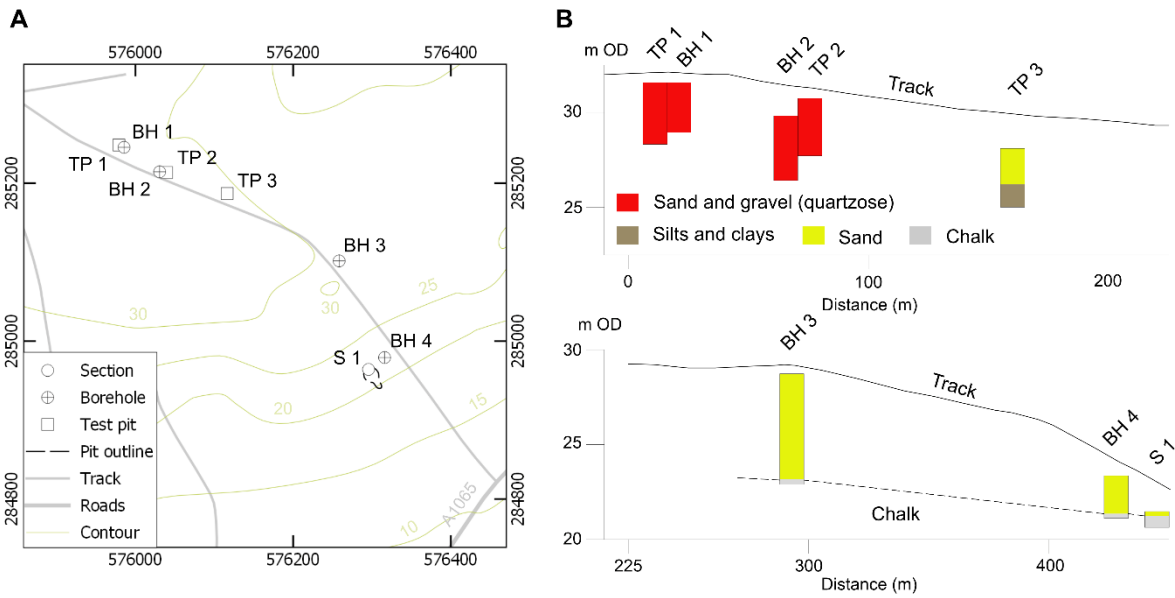 A
576000
576200
576400
285200
285000
284800
285200
285000
284800
BH 1
TP 1
TP 2
BH 2
TP 3
BH 3
30
25
30
BH 4
S 1
20
15
10
A1065
Section
Borehole
Test pit
Pit outline
Track
Roads
Contour
576000
576200
576400
B
m OD
TP 1
BH 1
BH 2
TP 2
Track
TP 3
30
25
Sand and gravel (quartzose)
Silts and clays
Sand
Chalk
0
100
200
Distance (m)
m OD
BH 3
30
Track
BH 4
S 1
25
Chalk
20
225
300
400
Distance (m)